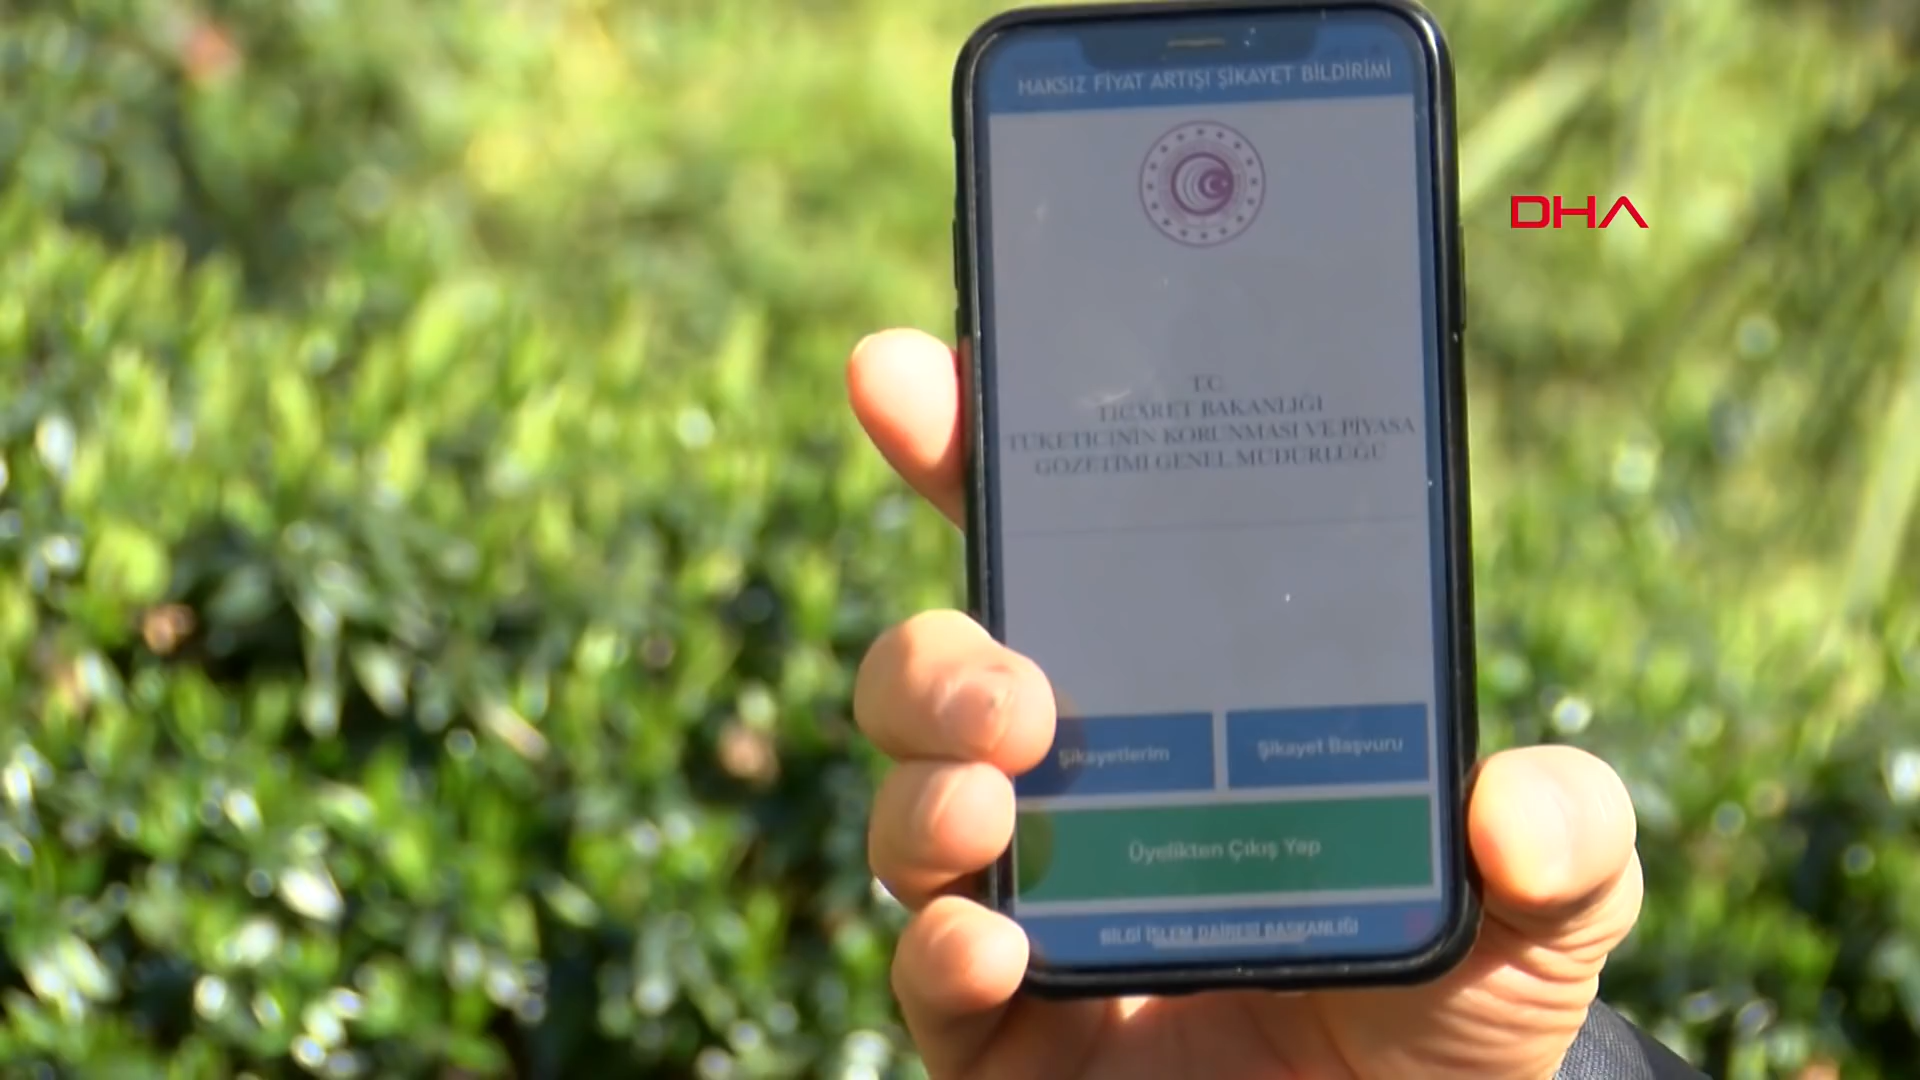 HAKSIZ FİYAT ARTIŞI ŞİKAYET BİLDİRİMİ
DHA
T.C.
TİCARET BAKANLIĞI
TÜKETİCİNİN KORUNMASI VE PİYASA
GÖZETİMİ GENEL MÜDÜRLÜĞÜ
Şikayetlerim
Şikayet Başvuru
Üyelikten Çıkış Yap
BİLGİ İŞLEM DAİRESİ BAŞKANLIĞI